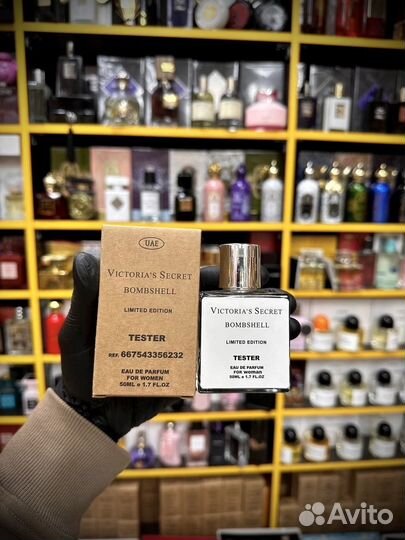 UAE
VICTORIA'S SECRET
BOMBSHELL
LIMITED EDITION
TESTER
REF. 667543356232
EAU DE PARFUM
FOR WOMEN
50ML e 1.7 FL.OZ
VICTORIA'S SECRET
BOMBSHELL
LIMITED EDITION
TESTER
EAU DE PARFUM
FOR woman
50ML e 1.7 FL.OZ
Avito